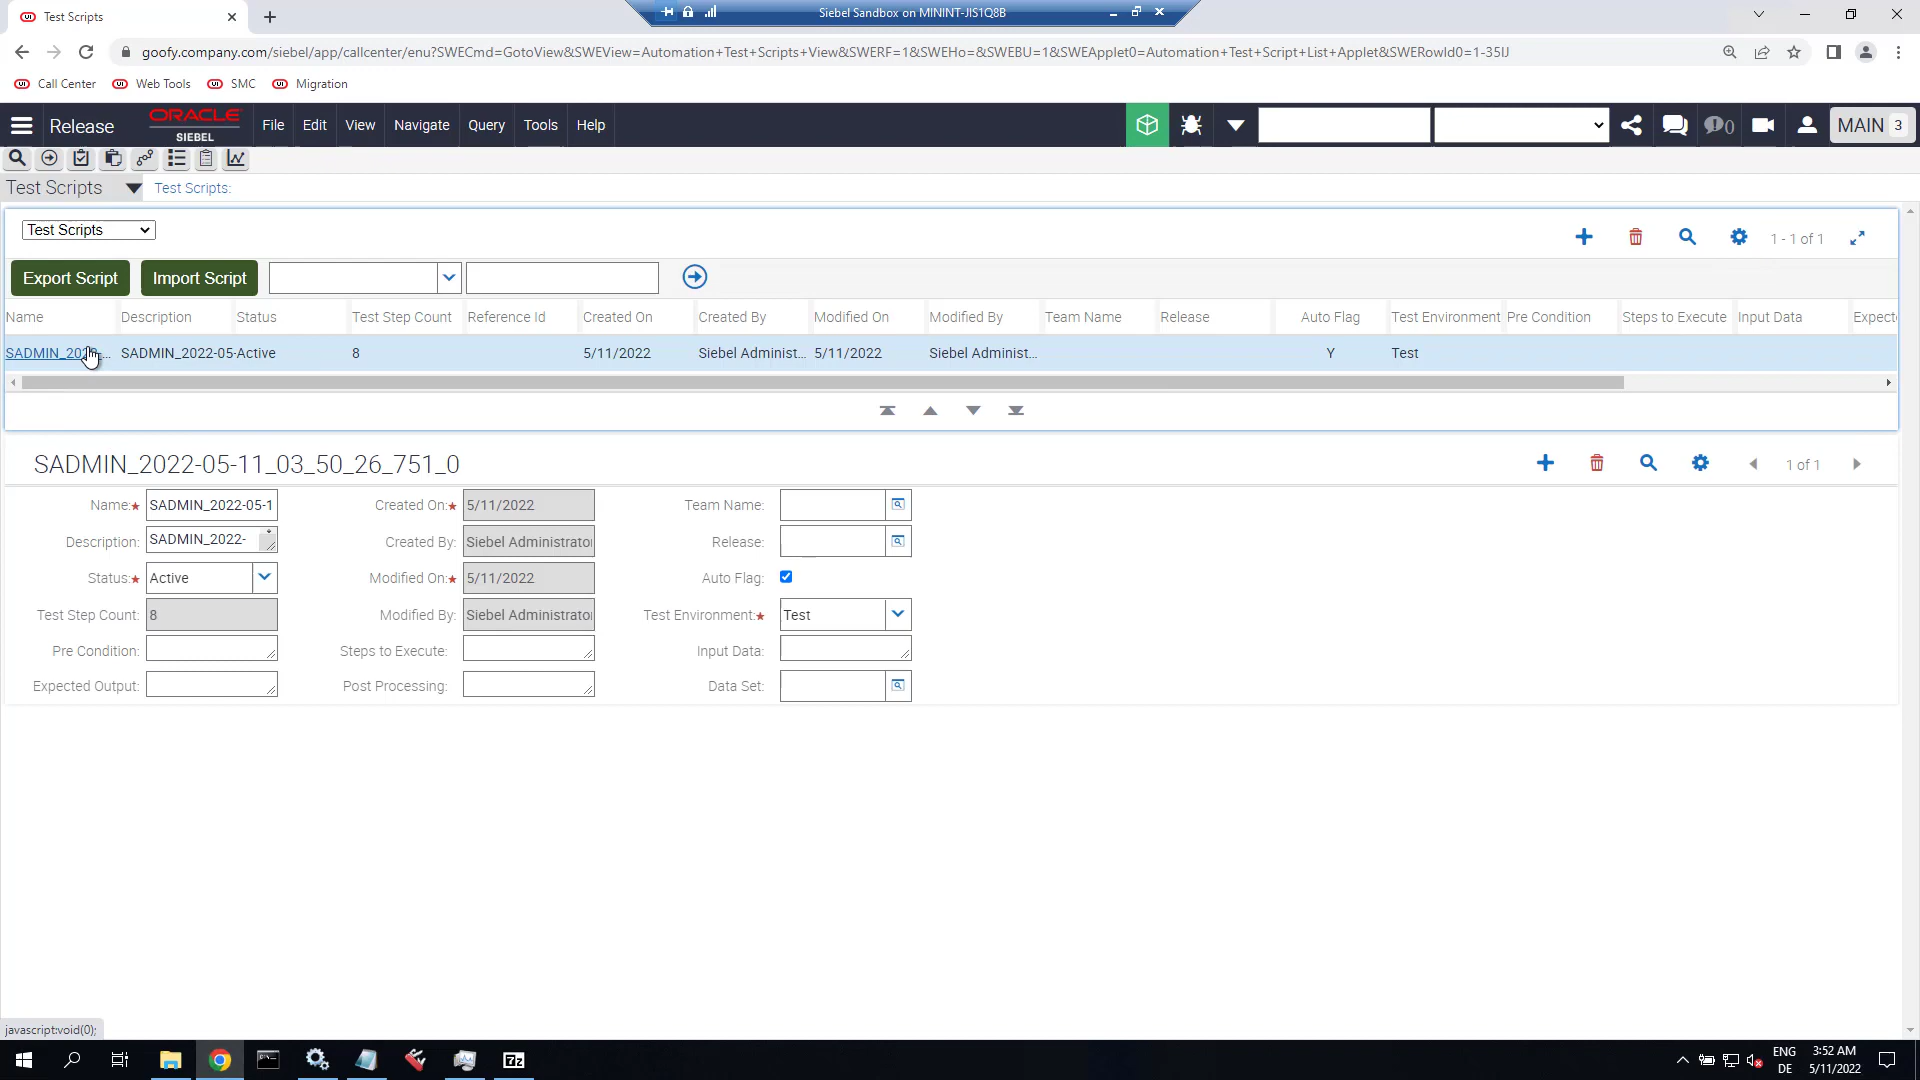 Test Scripts
Siebel Sandbox on MININT-JIS1Q8B
goofy.company.com/siebel/app/callcenter/enu?SWECmd=GotoView&SWEView=Automation+Test+Scripts+View&SWERF=1&SWEHo=&SWEBU=1&SWEApplet0=Automation+Test+Script+List+Applet&SWERowId0=1-35IJ
Call Center Web Tools SMC Migration
Release ORACLE SIEBEL File Edit View Navigate Query Tools Help 0 MAIN 3
Test Scripts Test Scripts:
Test Scripts 1 - 1 of 1
Export Script Import Script
Name Description Status Test Step Count Reference Id Created On Created By Modified On Modified By Team Name Release Auto Flag Test Environment Pre Condition Steps to Execute Input Data Expecte
SADMIN_202... SADMIN_2022-05- Active 8 5/11/2022 Siebel Administ... 5/11/2022 Siebel Administ... Y Test
SADMIN_2022-05-11_03_50_26_751_0 1 of 1
Name:★ SADMIN_2022-05-1 Created On:★ 5/11/2022 Team Name:
Description: SADMIN_2022- Created By: Siebel Administrato Release:
Status:★ Active Modified On:★ 5/11/2022 Auto Flag:
Test Step Count: 8 Modified By: Siebel Administrato Test Environment:★ Test
Pre Condition: Steps to Execute: Input Data:
Expected Output: Post Processing: Data Set:
javascript:void(0);
7z ENG 3:52 AM
DE 5/11/2022